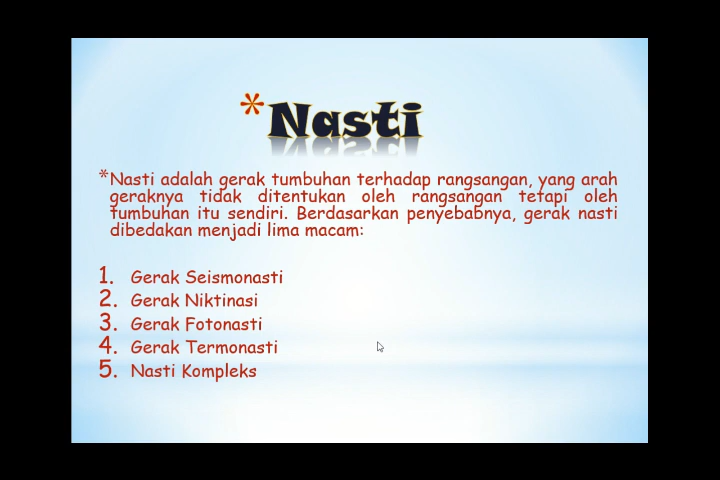 *Nasti
*Nasti adalah gerak tumbuhan terhadap rangsangan, yang arah
geraknya tidak ditentukan oleh rangsangan tetapi oleh
tumbuhan itu sendiri. Berdasarkan penyebabnya, gerak nasti
dibedakan menjadi lima macam:
1. Gerak Seismonasti
2. Gerak Niktinasi
3. Gerak Fotonasti
4. Gerak Termonasti
5. Nasti Kompleks